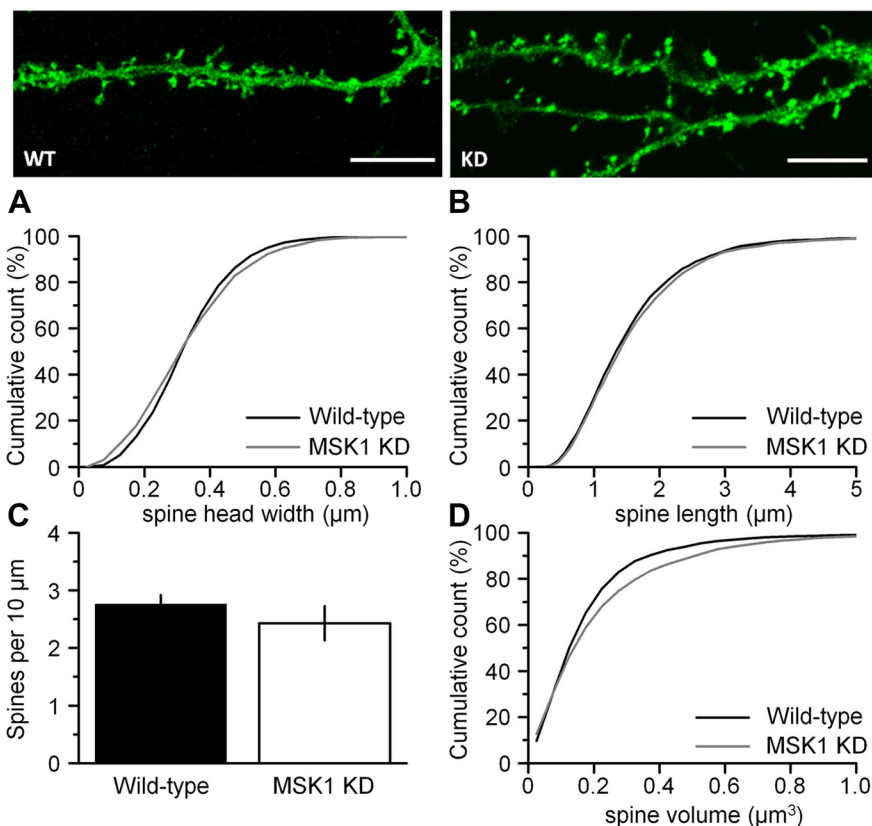 WT
KD
A
Cumulative count (%)
100
80
60
40
20
0
Wild-type
MSK1 KD
0
0.2
0.4
0.6
0.8
1.0
spine head width (µm)
B
Cumulative count (%)
100
80
60
40
20
0
Wild-type
MSK1 KD
1
2
3
4
5
spine length (µm)
C
Spines per 10 µm
4
3
2
1
0
Wild-type
MSK1 KD
D
Cumulative count (%)
100
80
60
40
20
0
Wild-type
MSK1 KD
0
0.2
0.4
0.6
0.8
1.0
spine volume (µm³)